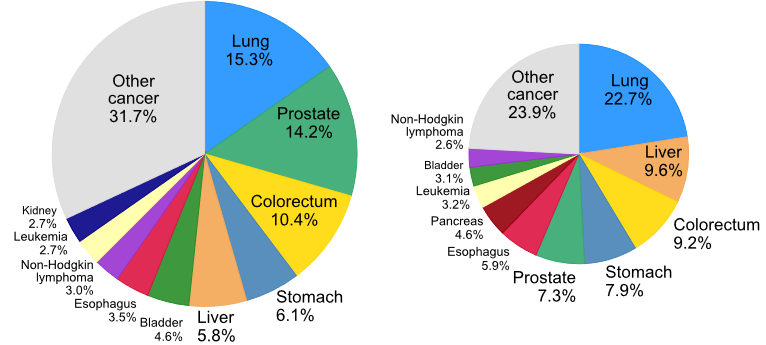 Lung
15.3%
Prostate
14.2%
Colorectum
10.4%
Stomach
6.1%
Liver
5.8%
Bladder
4.6%
Esophagus
3.5%
Non-Hodgkin
lymphoma
3.0%
Leukemia
2.7%
Kidney
2.7%
Other
cancer
31.7%
Lung
22.7%
Liver
9.6%
Colorectum
9.2%
Stomach
7.9%
Prostate
7.3%
Esophagus
5.9%
Pancreas
4.6%
Leukemia
3.2%
Bladder
3.1%
Non-Hodgkin
lymphoma
2.6%
Other
cancer
23.9%